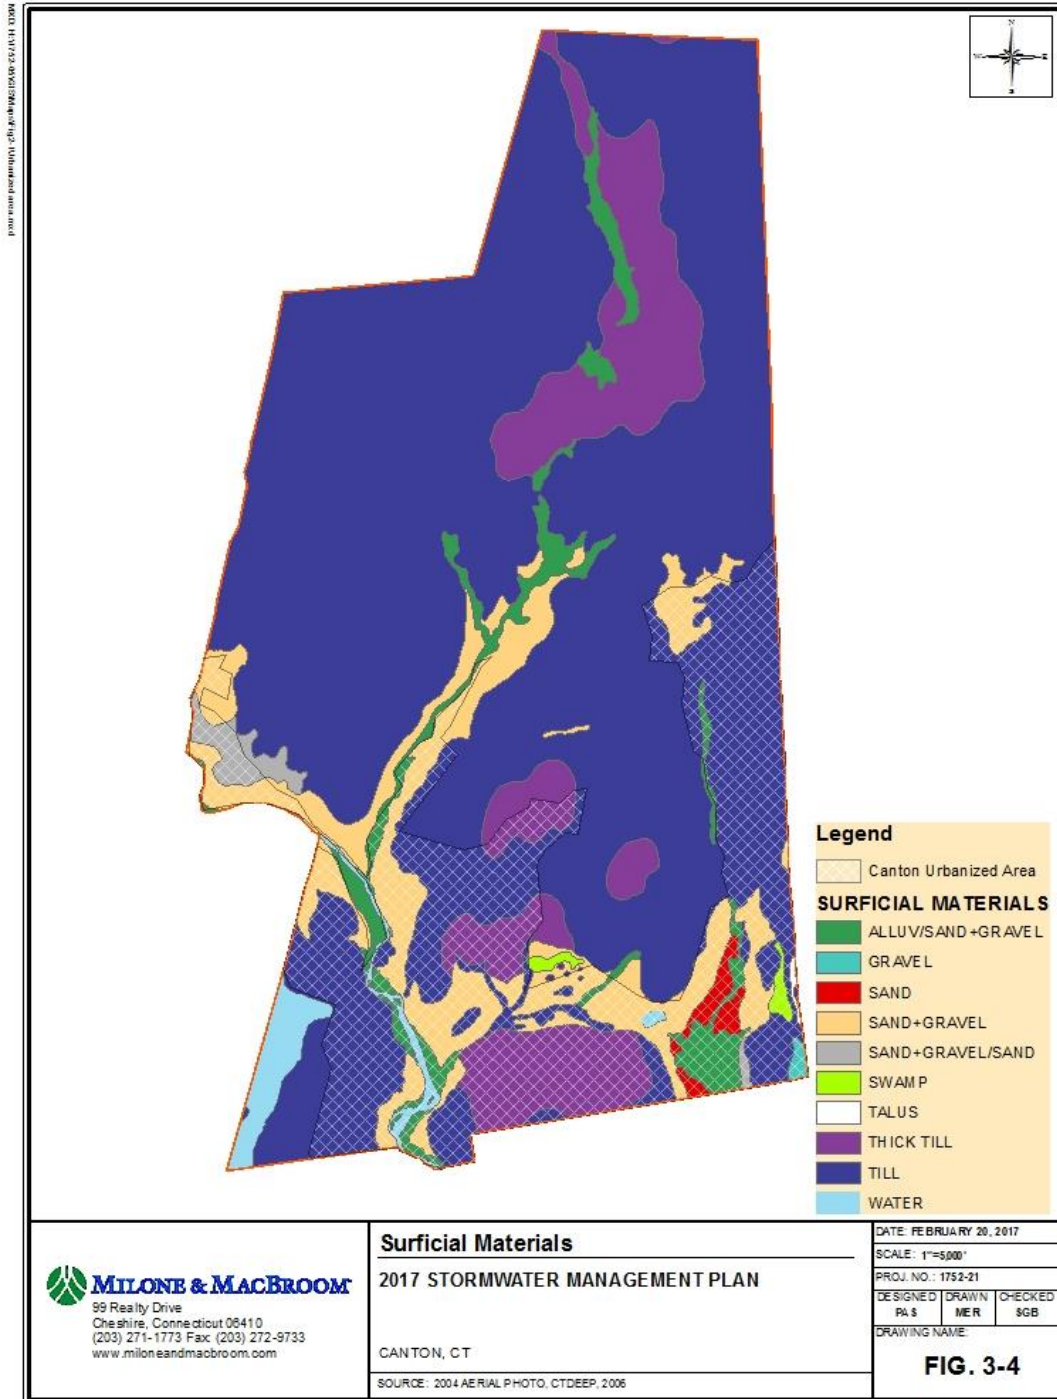 N
W E
S
Legend
Canton Urbanized Area
SURFICIAL MATERIALS
ALLUV/SAND+GRAVEL
GRAVEL
SAND
SAND+GRAVEL
SAND+GRAVEL/SAND
SWAMP
TALUS
THICK TILL
TILL
WATER
MILONE & MACBROOM
99 Realty Drive
Cheshire, Connecticut 06410
(203) 271-1773 Fax: (203) 272-9733
www.miloneandmacbroom.com
Surficial Materials
2017 STORMWATER MANAGEMENT PLAN
CANTON, CT
SOURCE: 2004 AERIAL PHOTO, CTDEEP, 2006
DATE: FEBRUARY 20, 2017
SCALE: 1"=5,000'
PROJ. NO.: 1752-21
DESIGNED DRAWN CHECKED
PAS MER SGB
DRAWING NAME:
FIG. 3-4